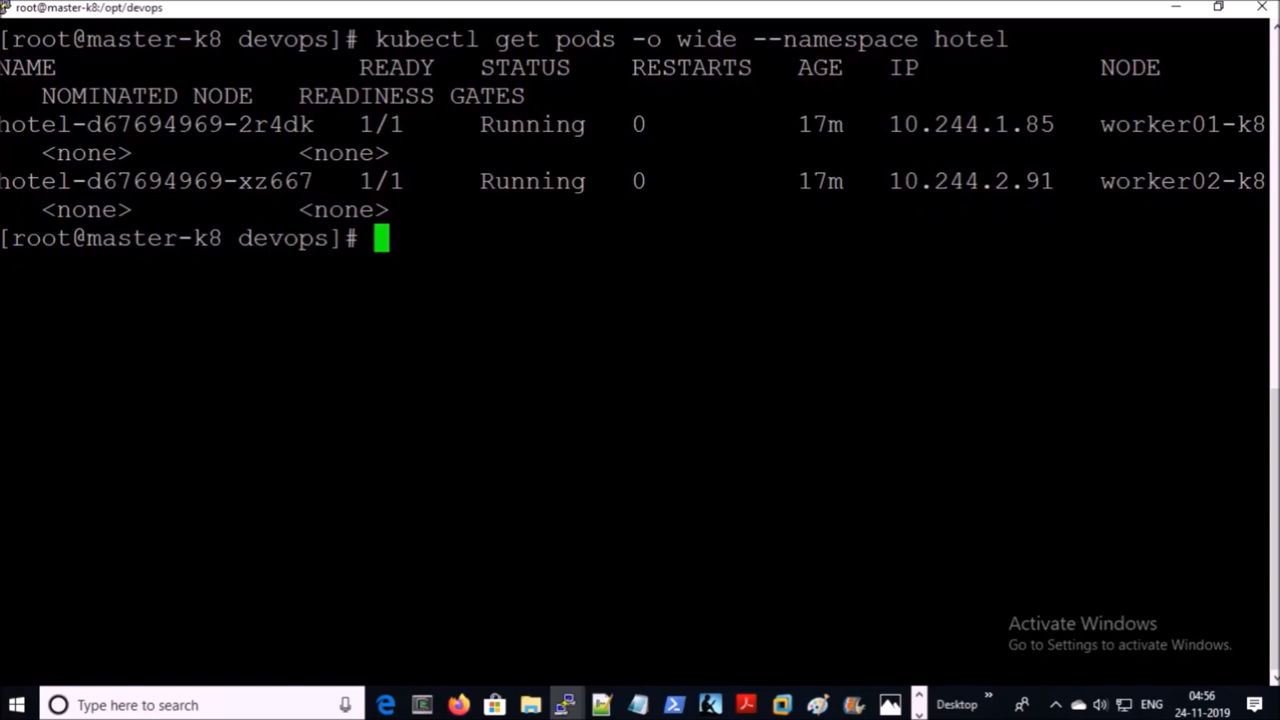 root@master-k8:/opt/devops
[root@master-k8 devops]# kubectl get pods -o wide --namespace hotel
NAME READY STATUS RESTARTS AGE IP NODE
NOMINATED NODE READINESS GATES
hotel-d67694969-2r4dk 1/1 Running 0 17m 10.244.1.85 worker01-k8
<none> <none>
hotel-d67694969-xz667 1/1 Running 0 17m 10.244.2.91 worker02-k8
<none> <none>
[root@master-k8 devops]#
Activate Windows
Go to Settings to activate Windows.
Type here to search
Desktop
ENG
04:56
24-11-2019